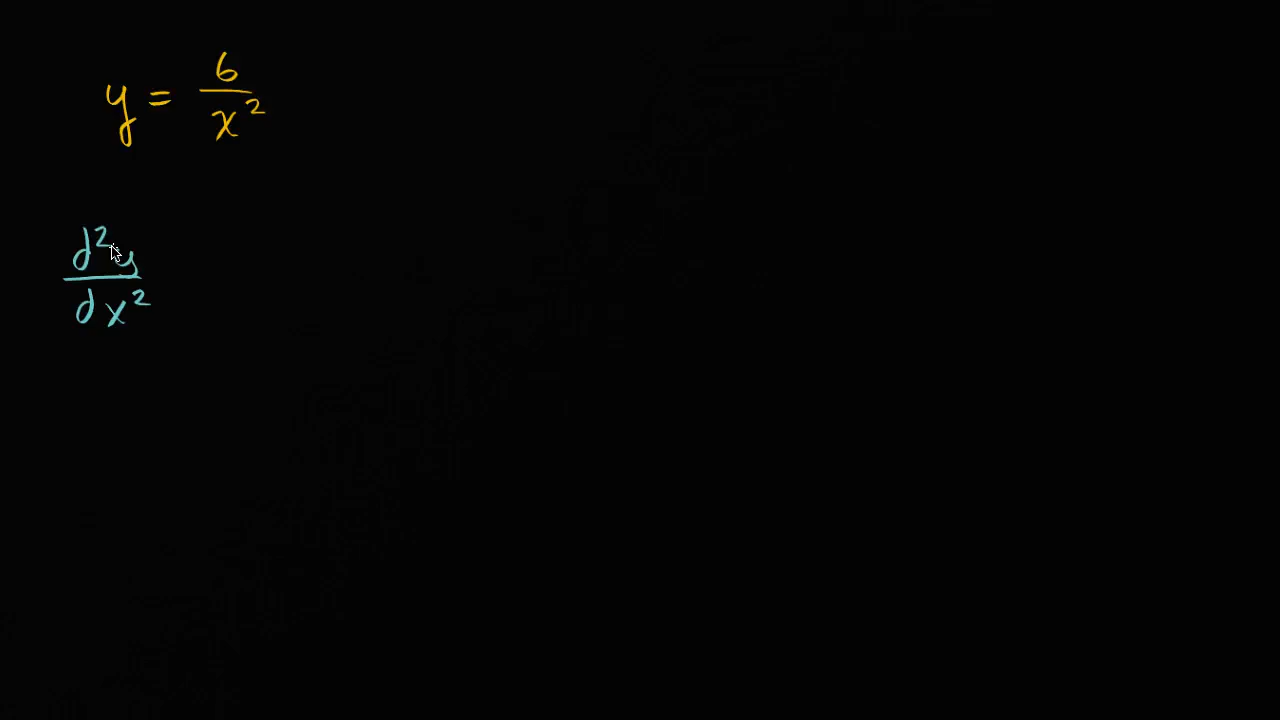 y = 6/x²
d²y/dx²